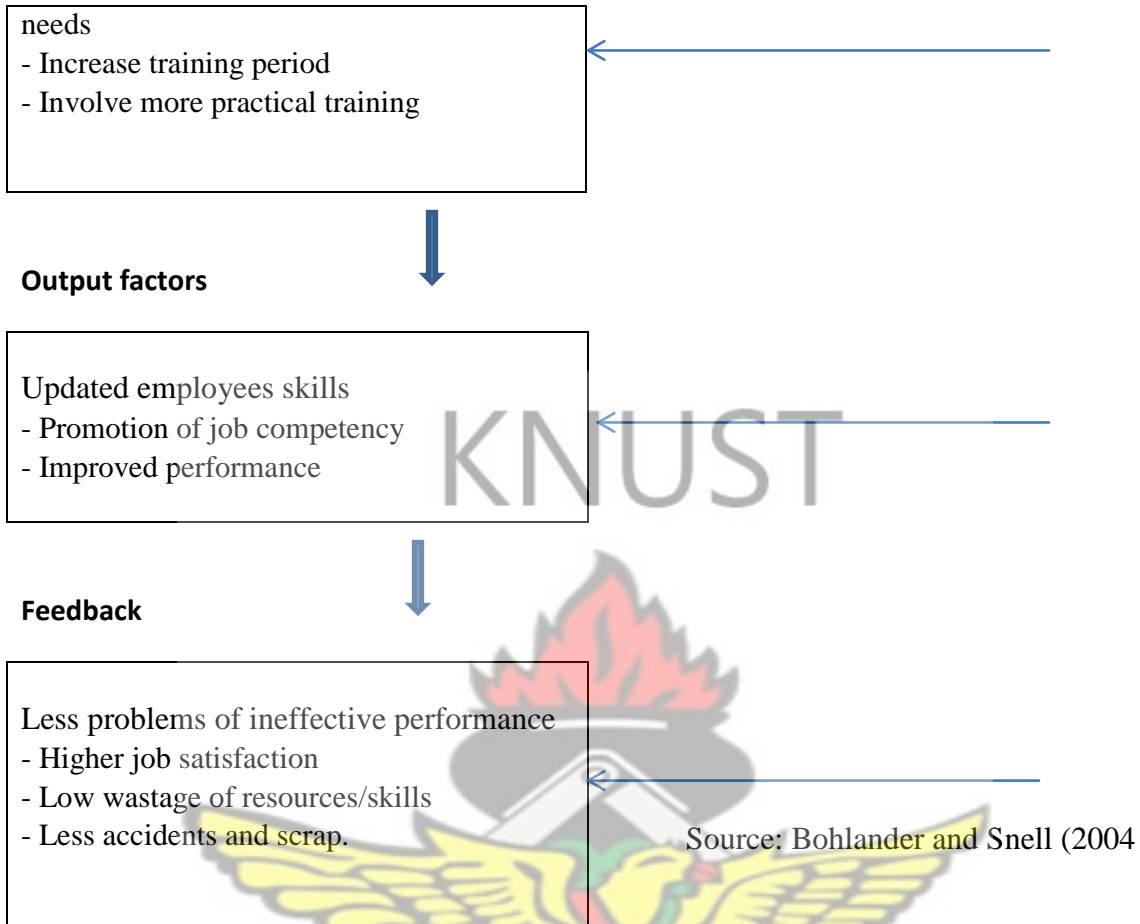 needs
- Increase training period
- Involve more practical training
Output factors
Updated employees skills
- Promotion of job competency
- Improved performance
KNUST
Feedback
Less problems of ineffective performance
- Higher job satisfaction
- Low wastage of resources/skills
- Less accidents and scrap.
Source: Bohlander and Snell (2004